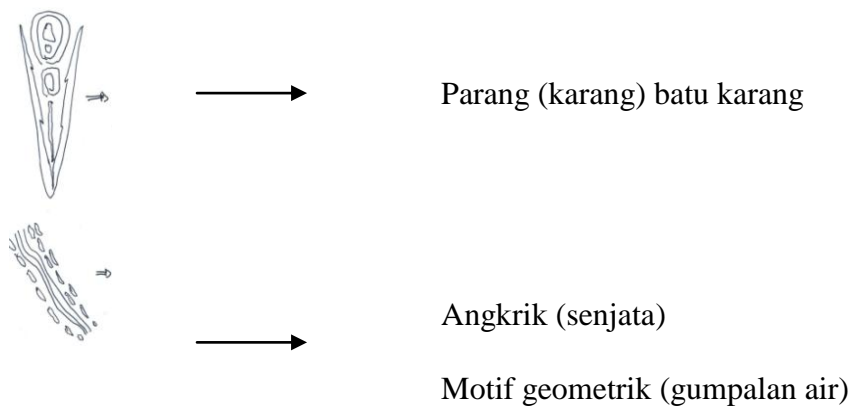 Parang (karang) batu karang
Angkrik (senjata)
Motif geometrik (gumpalan air)